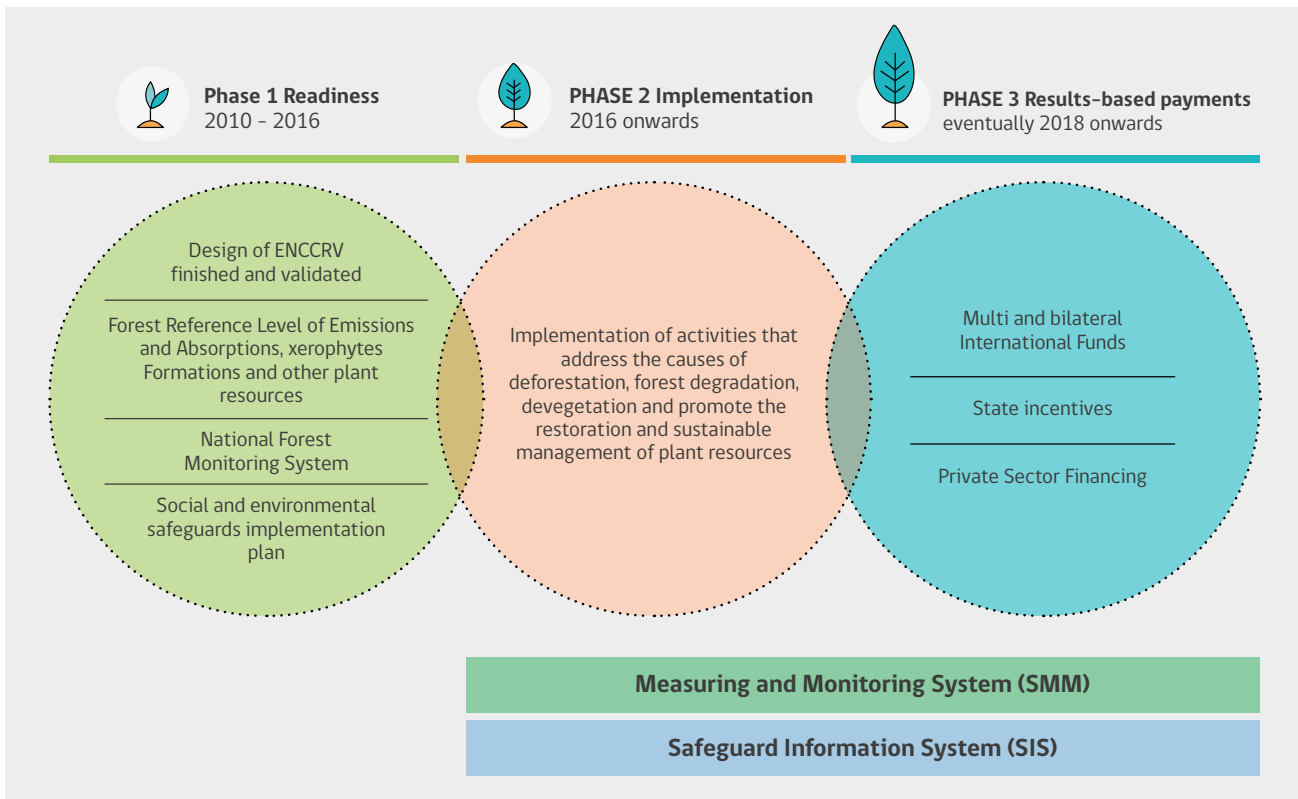 Phase 1 Readiness
2010 - 2016
PHASE 2 Implementation
2016 onwards
PHASE 3 Results-based payments
eventually 2018 onwards
Design of ENCCRV
finished and validated
Forest Reference Level of Emissions
and Absorptions, xerophytes
Formations and other plant
resources
National Forest
Monitoring System
Social and environmental
safeguards implementation
plan
Implementation of activities that
address the causes of
deforestation, forest degradation,
devegetation and promote the
restoration and sustainable
management of plant resources
Multi and bilateral
International Funds
State incentives
Private Sector Financing
Measuring and Monitoring System (SMM)
Safeguard Information System (SIS)